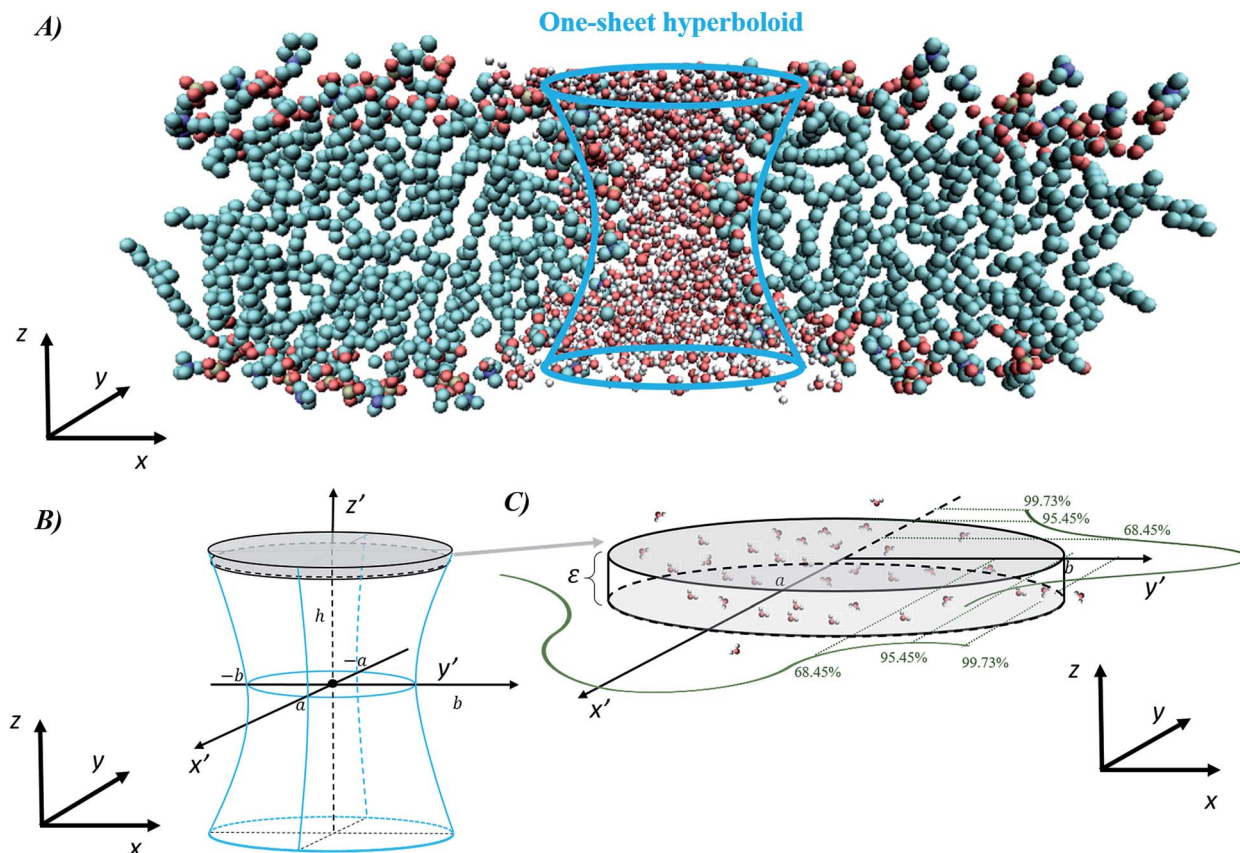 A)
One-sheet hyperboloid
z
y
x
B)
z'
h
−a
−b
y'
a
b
x'
z
y
x
C)
99.73%
95.45%
68.45%
ε
a
b
y'
68.45%
95.45%
99.73%
x'
z
y
x